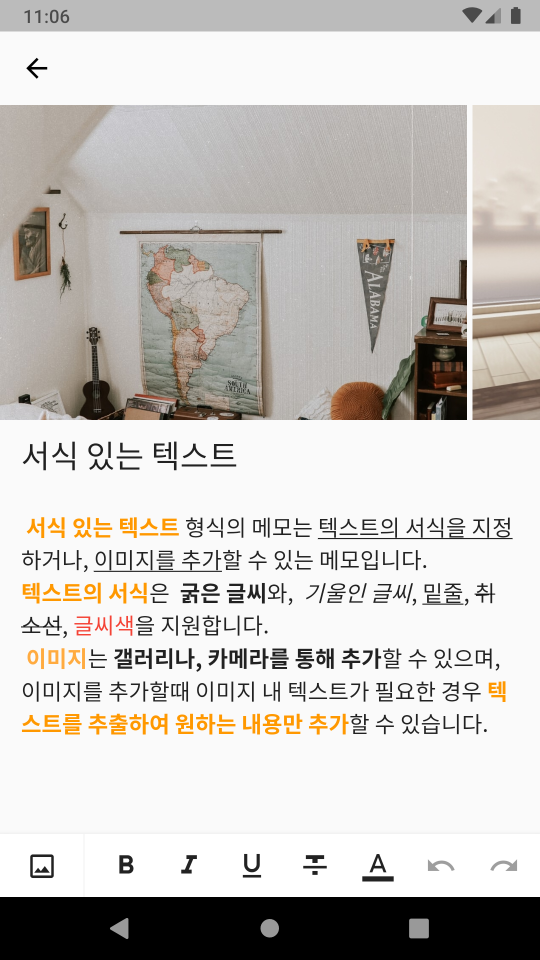 11:06
ALABAMA
SOUTH
AMERICA
서식 있는 텍스트
서식 있는 텍스트 형식의 메모는 텍스트의 서식을 지정
하거나, 이미지를 추가할 수 있는 메모입니다.
텍스트의 서식은 굵은 글씨와, 기울인 글씨, 밑줄, 취
소선, 글씨색을 지원합니다.
이미지는 갤러리나, 카메라를 통해 추가할 수 있으며,
이미지를 추가할때 이미지 내 텍스트가 필요한 경우 텍
스트를 추출하여 원하는 내용만 추가할 수 있습니다.
B I U T A